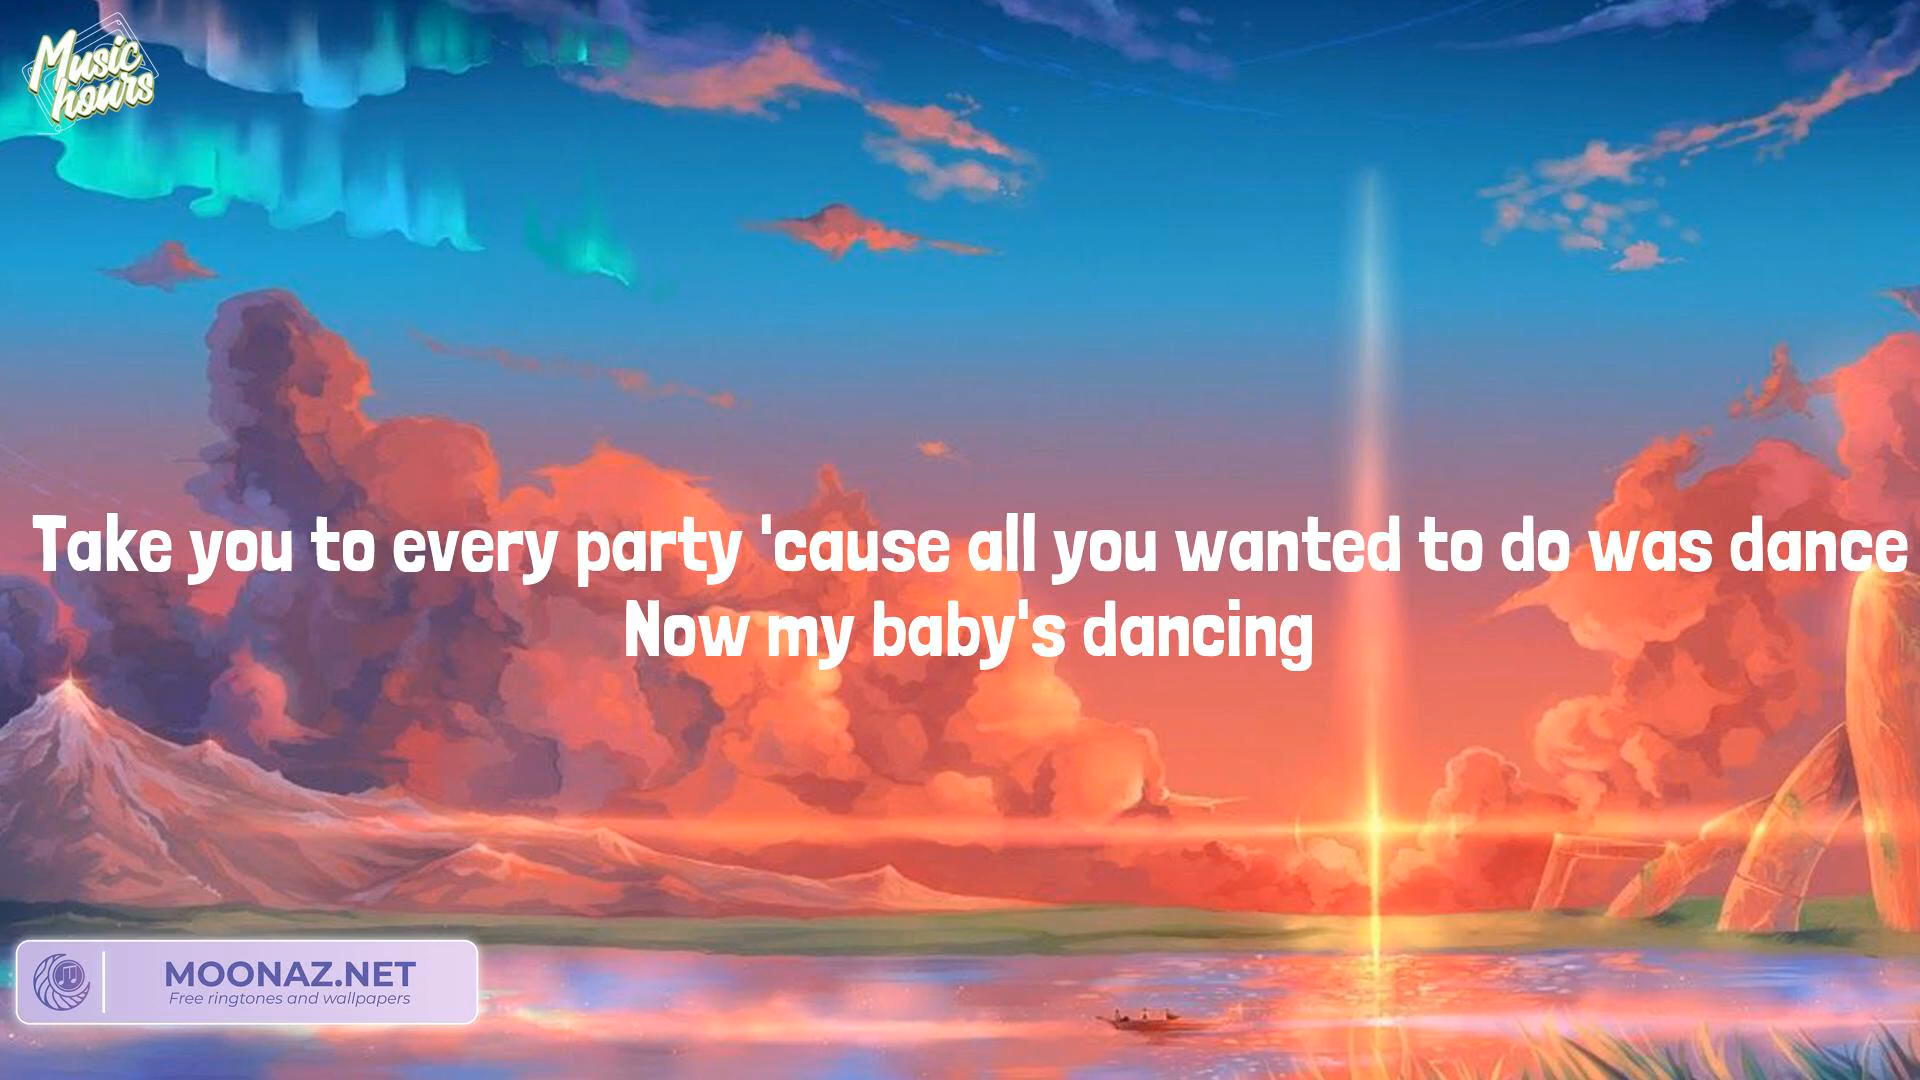 Music
hours
Take you to every party 'cause all you wanted to do was dance
Now my baby's dancing
MOONAZ.NET
Free ringtones and wallpapers